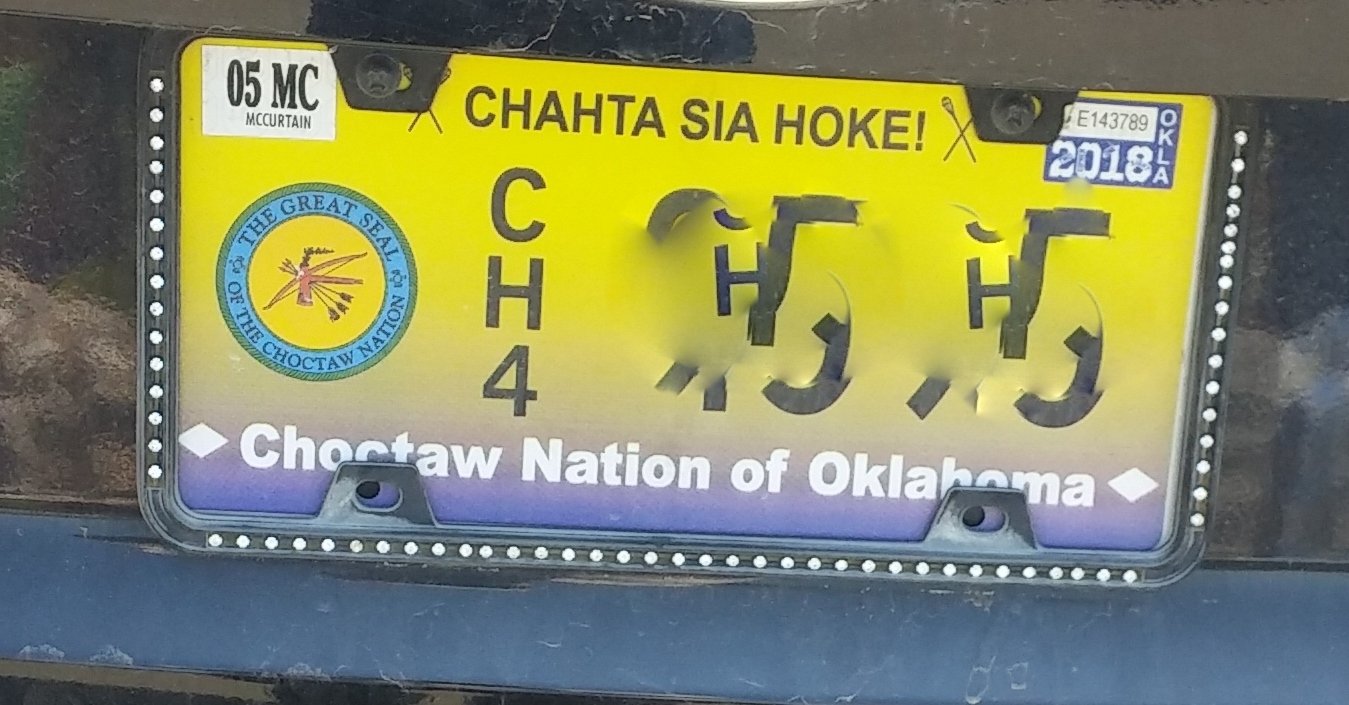 05 MC
MCCURTAIN
CHAHTA SIA HOKE!
E143789
OKLA
2018
THE GREAT SEAL
OF THE CHOCTAW NATION
C
H
4
Choctaw Nation of Oklahoma